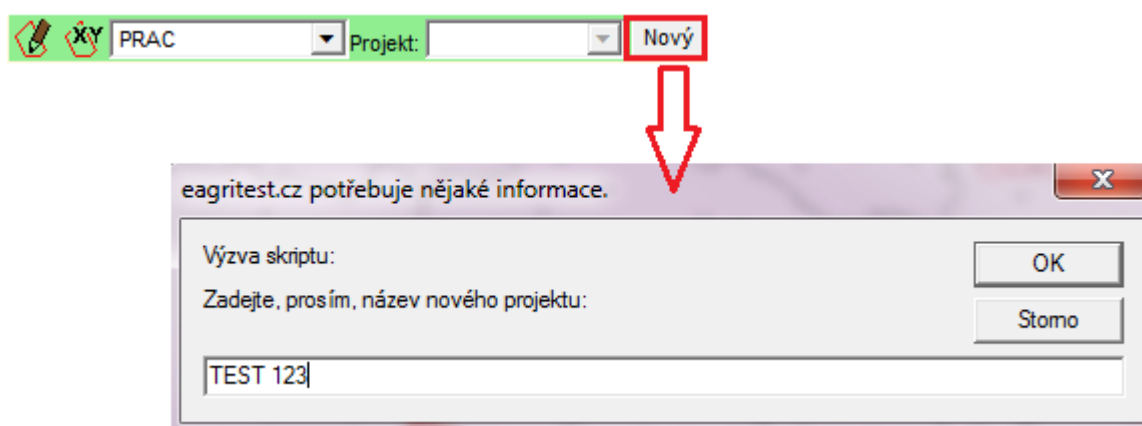 XY PRAC Projekt: Nový
eagritest.cz potřebuje nějaké informace.
Výzva skriptu:
OK
Zadejte, prosím, název nového projektu:
Storno
TEST 123